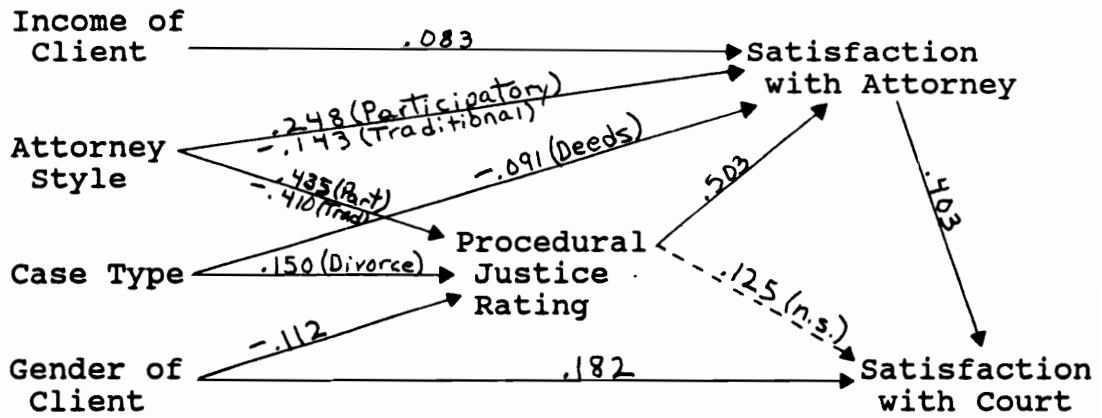 Income of
Client
.083
Satisfaction
with Attorney
.248 (Participatory)
-.143 (Traditional)
Attorney
Style
-.091 (Deeds)
.503
.403
.435 (Part)
-.410 (Trad)
Procedural
Justice
Rating
Case Type
.150 (Divorce)
.125 (n.s.)
-.112
Gender of
Client
.182
Satisfaction
with Court